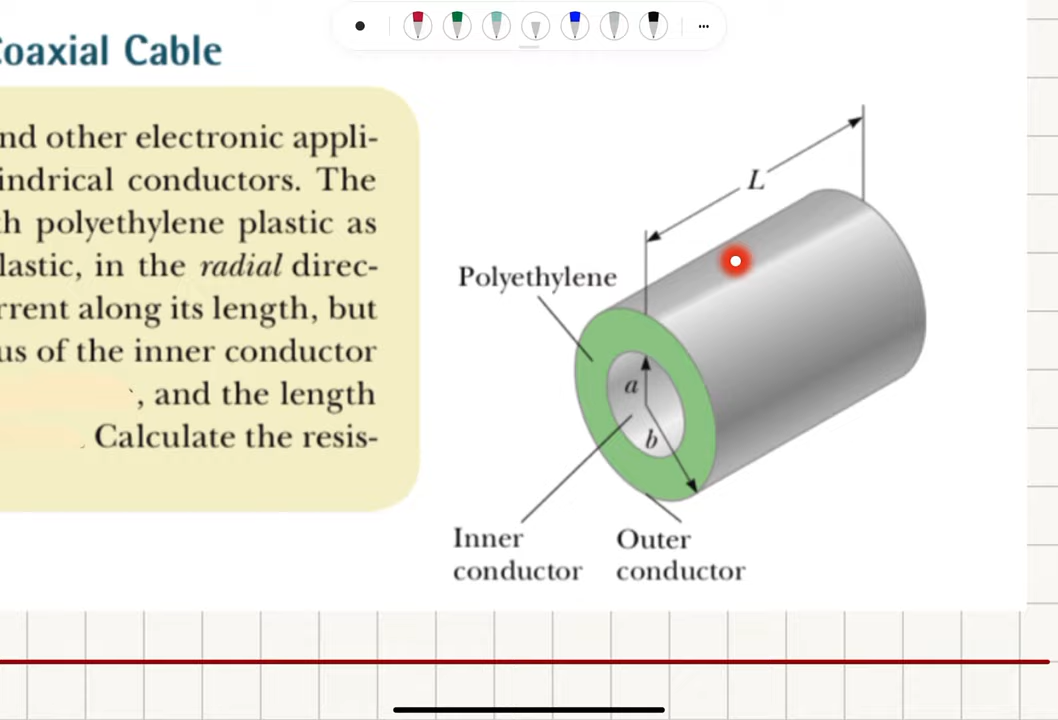 Coaxial Cable
nd other electronic appli-
indrical conductors. The
h polyethylene plastic as
lastic, in the radial direc-
rrent along its length, but
us of the inner conductor
, and the length
. Calculate the resis-
L
Polyethylene
a
b
Inner
conductor
Outer
conductor